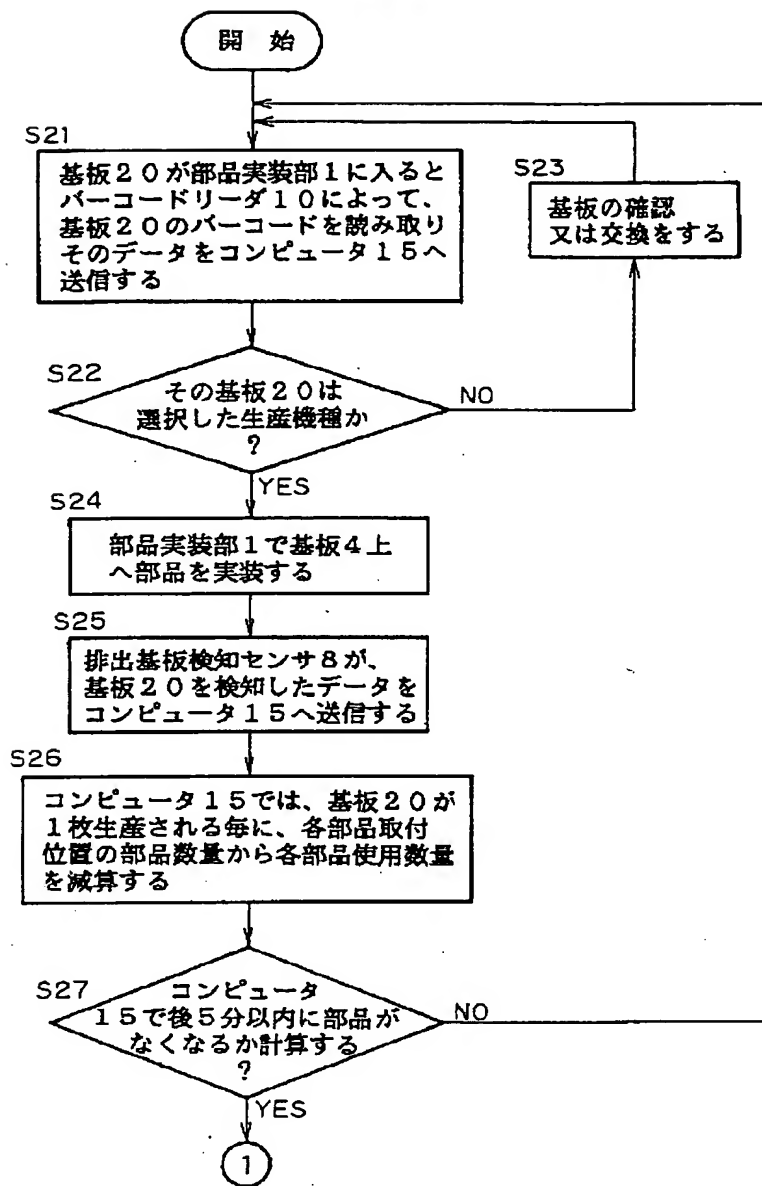 開 始
S21
基板20が部品実装部1に入ると
バーコードリーダ10によって、
基板20のバーコードを読み取り
そのデータをコンピュータ15へ
送信する
S23
基板の確認
又は交換をする
S22
その基板20は
選択した生産機種か
?
NO
YES
S24
部品実装部1で基板4上
へ部品を実装する
S25
排出基板検知センサ8が、
基板20を検知したデータを
コンピュータ15へ送信する
S26
コンピュータ15では、基板20が
1枚生産される毎に、各部品取付
位置の部品数量から各部品使用数量
を減算する
S27
コンピュータ
15で後5分以内に部品が
なくなるか計算する
?
NO
YES
1